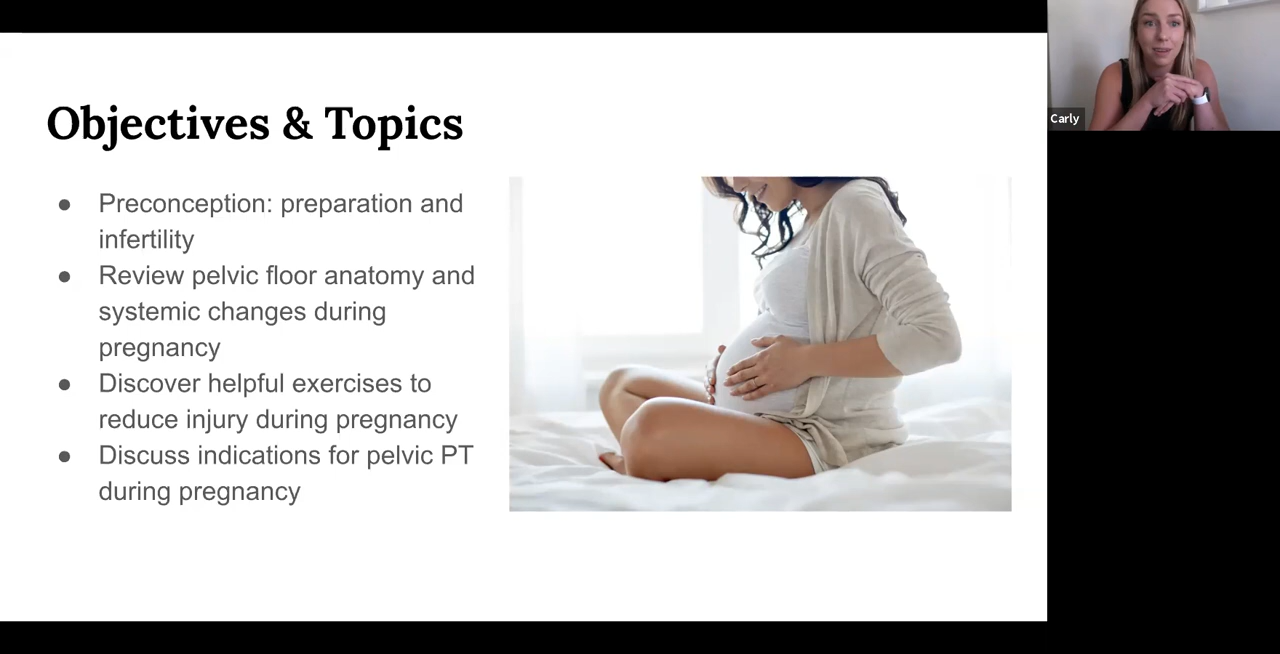 Objectives & Topics
● Preconception: preparation and
infertility
● Review pelvic floor anatomy and
systemic changes during
pregnancy
● Discover helpful exercises to
reduce injury during pregnancy
● Discuss indications for pelvic PT
during pregnancy
Carly